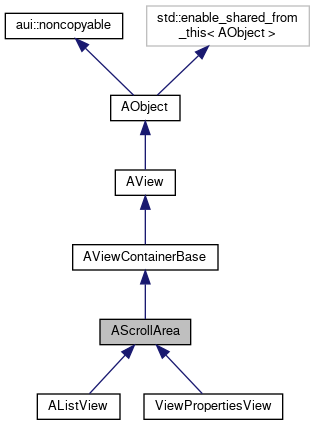 aui::noncopyable
std::enable_shared_from
_this< AObject >
AObject
AView
AViewContainerBase
AScrollArea
AListView
ViewPropertiesView